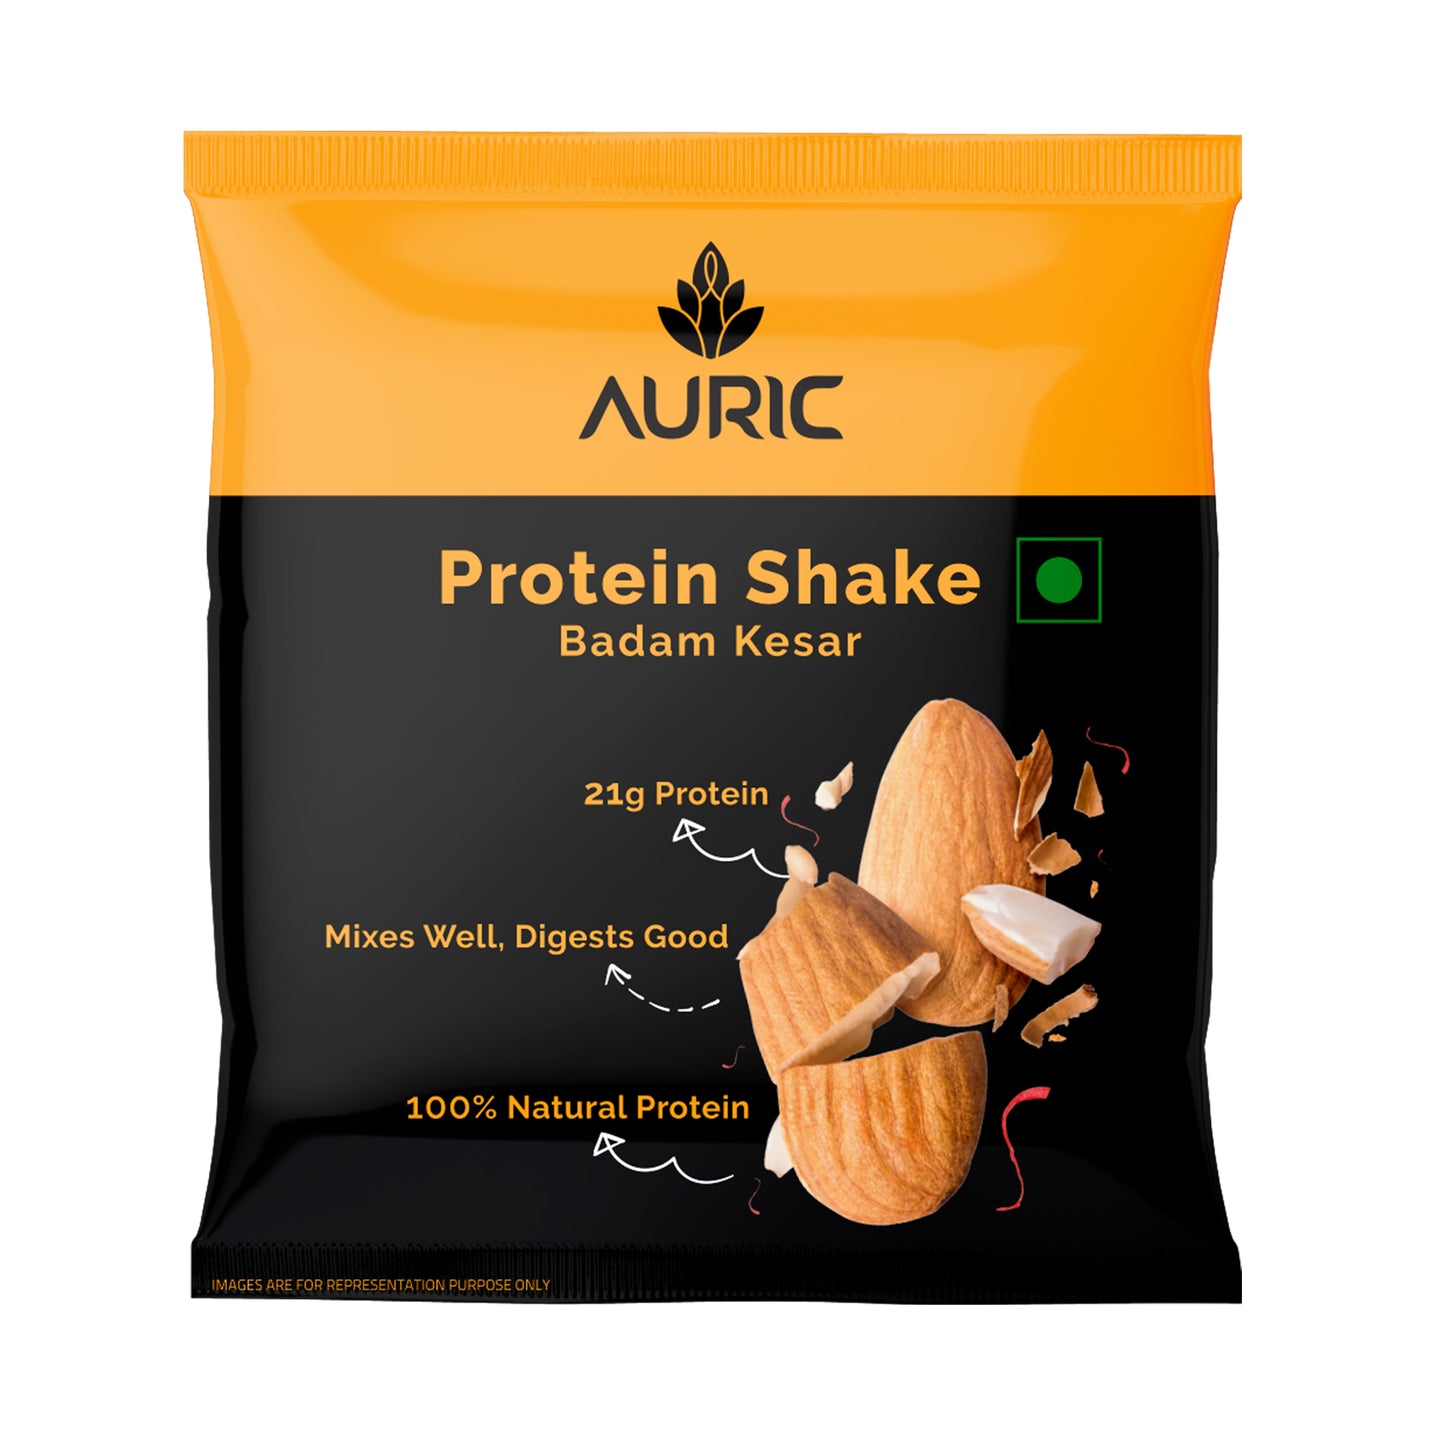 AURIC
Protein Shake
Badam Kesar
21g Protein
Mixes Well, Digests Good
100% Natural Protein
IMAGES ARE FOR REPRESENTATION PURPOSE ONLY